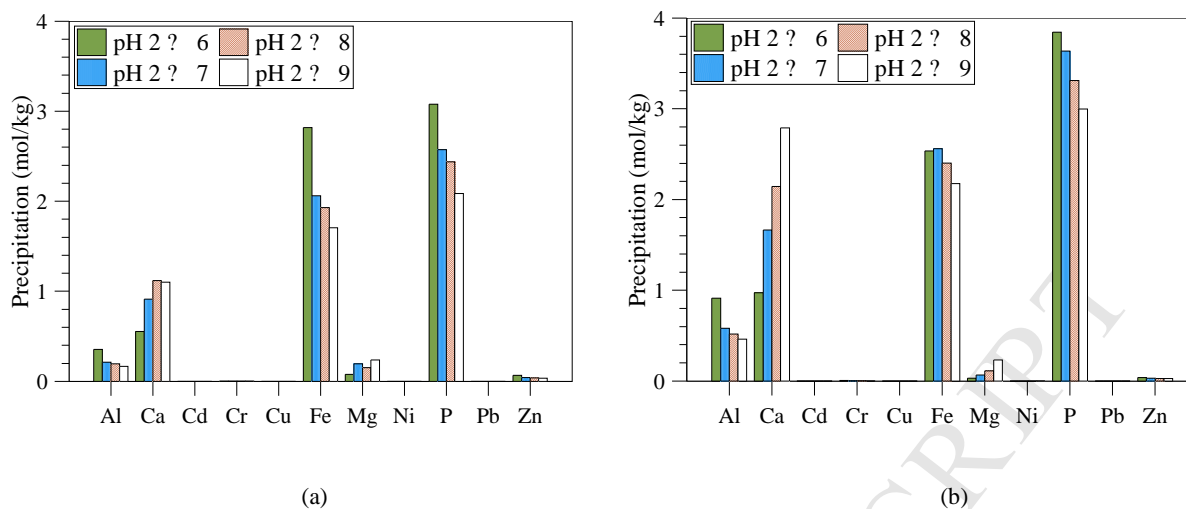 4
3
2
1
0
Precipitation (mol/kg)
pH 2 ? 6
pH 2 ? 8
pH 2 ? 7
pH 2 ? 9
Al Ca Cd Cr Cu Fe Mg Ni P Pb Zn
(a)
4
3
2
1
0
Precipitation (mol/kg)
pH 2 ? 6
pH 2 ? 8
pH 2 ? 7
pH 2 ? 9
Al Ca Cd Cr Cu Fe Mg Ni P Pb Zn
(b)
CRIPT